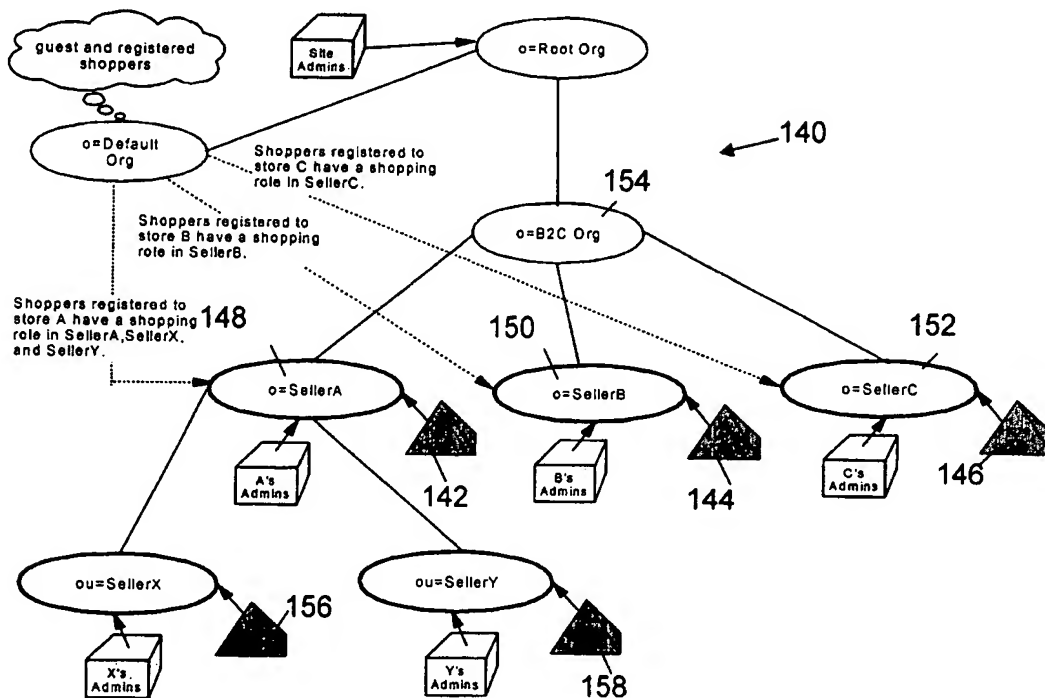 guest and registered
shoppers
Site
Admins
o=Root Org
o=Default
Org
140
Shoppers registered to
store C have a shopping
role in SellerC.
154
Shoppers registered to
store B have a shopping
role in SellerB.
o=B2C Org
Shoppers registered to
store A have a shopping
role in SellerA,SellerX,
and SellerY.
148
150
152
o=SellerA
o=SellerB
o=SellerC
A's
Admins
142
B's
Admins
144
C's
Admins
146
ou=SellerX
ou=SellerY
156
X's
Admins
Y's
Admins
158